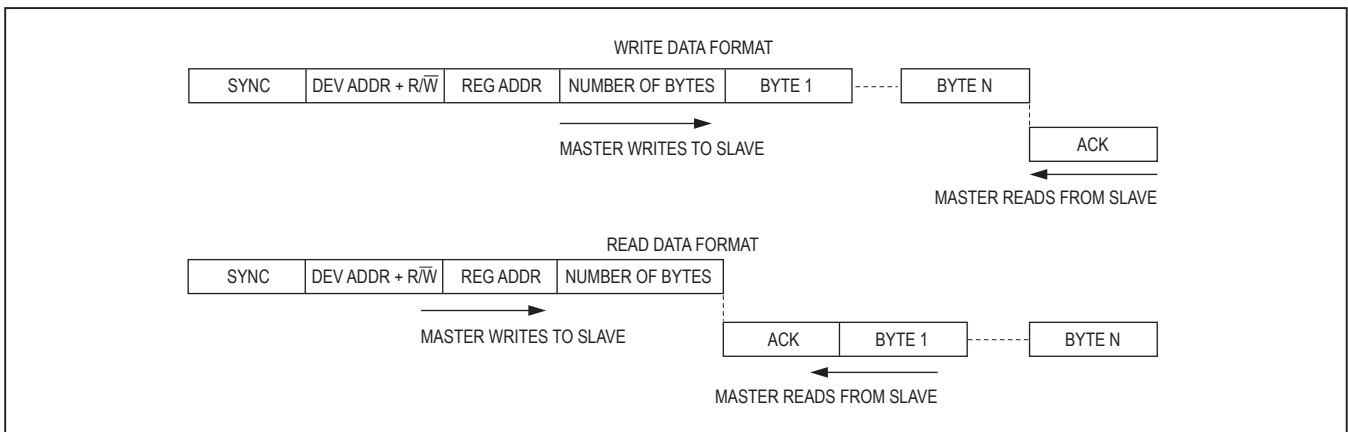 WRITE DATA FORMAT
SYNC DEV ADDR + R/W̅ REG ADDR NUMBER OF BYTES BYTE 1 BYTE N
MASTER WRITES TO SLAVE
ACK
MASTER READS FROM SLAVE
READ DATA FORMAT
SYNC DEV ADDR + R/W̅ REG ADDR NUMBER OF BYTES
MASTER WRITES TO SLAVE
ACK BYTE 1 BYTE N
MASTER READS FROM SLAVE